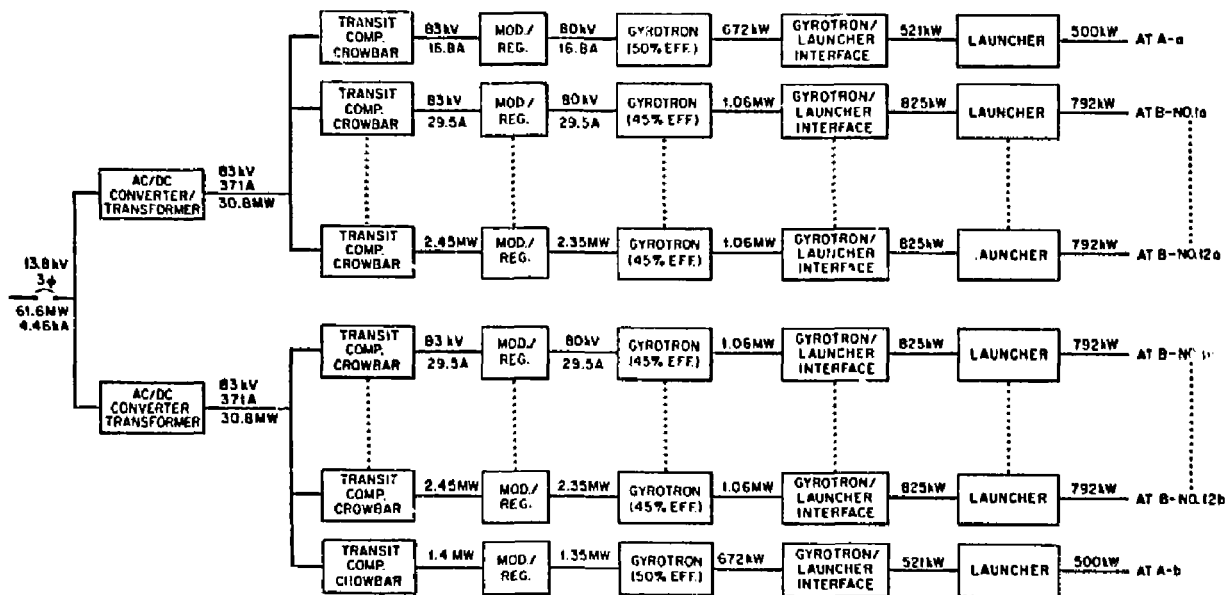 TRANSIT COMP. CROWBAR
83kV
16.8A
MOD./ REG.
80kV
16.8A
GYROTRON (50% EFF.)
672kW
GYROTRON/ LAUNCHER INTERFACE
521kW
LAUNCHER
500kW
AT A-a
TRANSIT COMP. CROWBAR
83kV
29.5A
MOD./ REG.
80kV
29.5A
GYROTRON (45% EFF.)
1.06MW
GYROTRON/ LAUNCHER INTERFACE
825kW
LAUNCHER
792kW
AT B-NO.1a
AC/DC CONVERTER/ TRANSFORMER
83kV
371A
30.8MW
TRANSIT COMP. CROWBAR
2.45MW
MOD./ REG.
2.35MW
GYROTRON (45% EFF.)
1.06MW
GYROTRON/ LAUNCHER INTERFACE
825kW
LAUNCHER
792kW
AT B-NO.12a
13.8kV
3ϕ
61.6MW
4.46kA
TRANSIT COMP. CROWBAR
83kV
29.5A
MOD./ REG.
80kV
29.5A
GYROTRON (45% EFF.)
1.06MW
GYROTRON/ LAUNCHER INTERFACE
825kW
LAUNCHER
792kW
AT B-
AC/DC CONVERTER TRANSFORMER
83kV
371A
30.8MW
TRANSIT COMP. CROWBAR
2.45MW
MOD./ REG.
2.35MW
GYROTRON (45% EFF.)
1.06MW
GYROTRON/ LAUNCHER INTERFACE
825kW
LAUNCHER
792kW
AT B-NO.12b
TRANSIT COMP. CROWBAR
1.4 MW
MOD./ REG.
1.35MW
GYROTRON (50% EFF.)
672kW
GYROTRON/ LAUNCHER INTERFACE
521kW
LAUNCHER
500kW
AT A-b